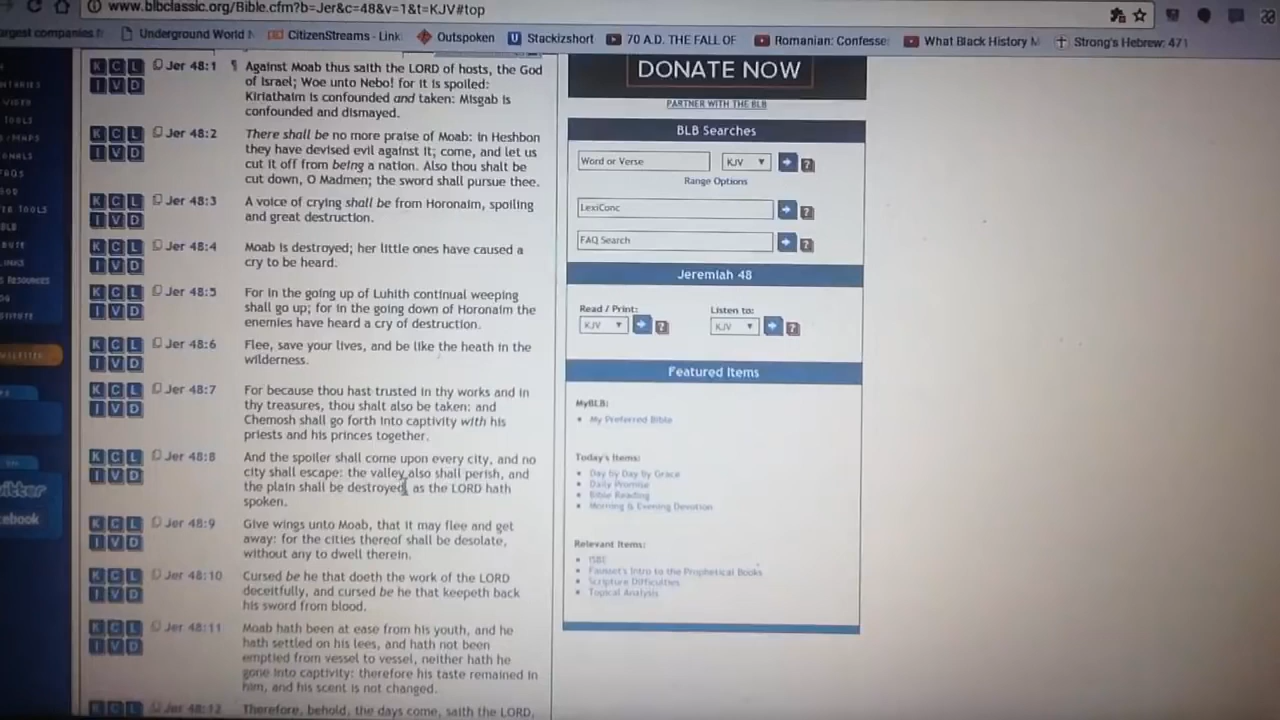 www.blbclassic.org/Bible.cfm?b=Jer&c=48&v=1&t=KJV#top
argest companies
Underground World
CitizenStreams - Link
Outspoken
Stackizshort
70 A.D. THE FALL OF
Romanian: Confesse
What Black History M
Strong's Hebrew: 471
K C L
I V D
Jer 48:1
¶ Against Moab thus saith the LORD of hosts, the God
of Israel; Woe unto Nebo! for it is spoiled:
Kiriathaim is confounded and taken: Misgab is
confounded and dismayed.
K C L
I V D
Jer 48:2
There shall be no more praise of Moab: in Heshbon
they have devised evil against it; come, and let us
cut it off from being a nation. Also thou shalt be
cut down, O Madmen; the sword shall pursue thee.
K C L
I V D
Jer 48:3
A voice of crying shall be from Horonaim, spoiling
and great destruction.
K C L
I V D
Jer 48:4
Moab is destroyed; her little ones have caused a
cry to be heard.
K C L
I V D
Jer 48:5
For in the going up of Luhith continual weeping
shall go up; for in the going down of Horonaim the
enemies have heard a cry of destruction.
K C L
I V D
Jer 48:6
Flee, save your lives, and be like the heath in the
wilderness.
K C L
I V D
Jer 48:7
For because thou hast trusted in thy works and in
thy treasures, thou shalt also be taken: and
Chemosh shall go forth into captivity with his
priests and his princes together.
K C L
I V D
Jer 48:8
And the spoiler shall come upon every city, and no
city shall escape: the valley also shall perish, and
the plain shall be destroyed, as the LORD hath
spoken.
K C L
I V D
Jer 48:9
Give wings unto Moab, that it may flee and get
away: for the cities thereof shall be desolate,
without any to dwell therein.
K C L
I V D
Jer 48:10
Cursed be he that doeth the work of the LORD
deceitfully, and cursed be he that keepeth back
his sword from blood.
K C L
I V D
Jer 48:11
Moab hath been at ease from his youth, and he
hath settled on his lees, and hath not been
emptied from vessel to vessel, neither hath he
gone into captivity: therefore his taste remained in
him, and his scent is not changed.
K C L
Jer 48:12
Therefore, behold, the days come, saith the LORD,
DONATE NOW
PARTNER WITH THE BLB
BLB Searches
Word or Verse
KJV
Range Options
LexiConc
FAQ Search
Jeremiah 48
Read / Print:
Listen to:
KJV
KJV
Featured Items
MyBLB:
My Preferred Bible
Today's Items:
Day by Day by Grace
Daily Promise
Bible Reading
Morning & Evening Devotion
Relevant Items:
ISBE
Fausset's Intro to the Prophetical Books
Scripture Difficulties
Topical Analysis